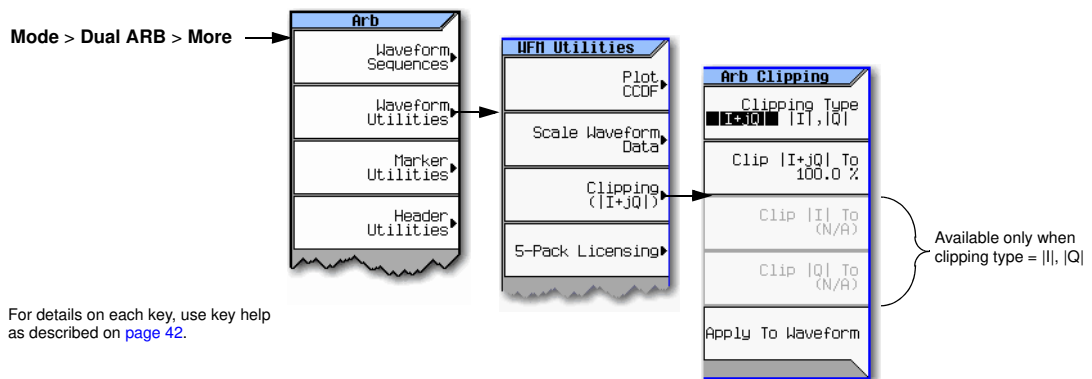 Mode > Dual ARB > More
Arb
Waveform
Sequences
Waveform
Utilities
Marker
Utilities
Header
Utilities
WFM Utilities
Plot
CCDF
Scale Waveform
Data
Clipping
(|I+jQ|)
5-Pack Licensing
Arb Clipping
Clipping Type
|I+jQ| |I|,|Q|
Clip |I+jQ| To
100.0 %
Clip |I| To
(N/A)
Clip |Q| To
(N/A)
Apply To Waveform
Available only when
clipping type = |I|, |Q|
For details on each key, use key help
as described on page 42.